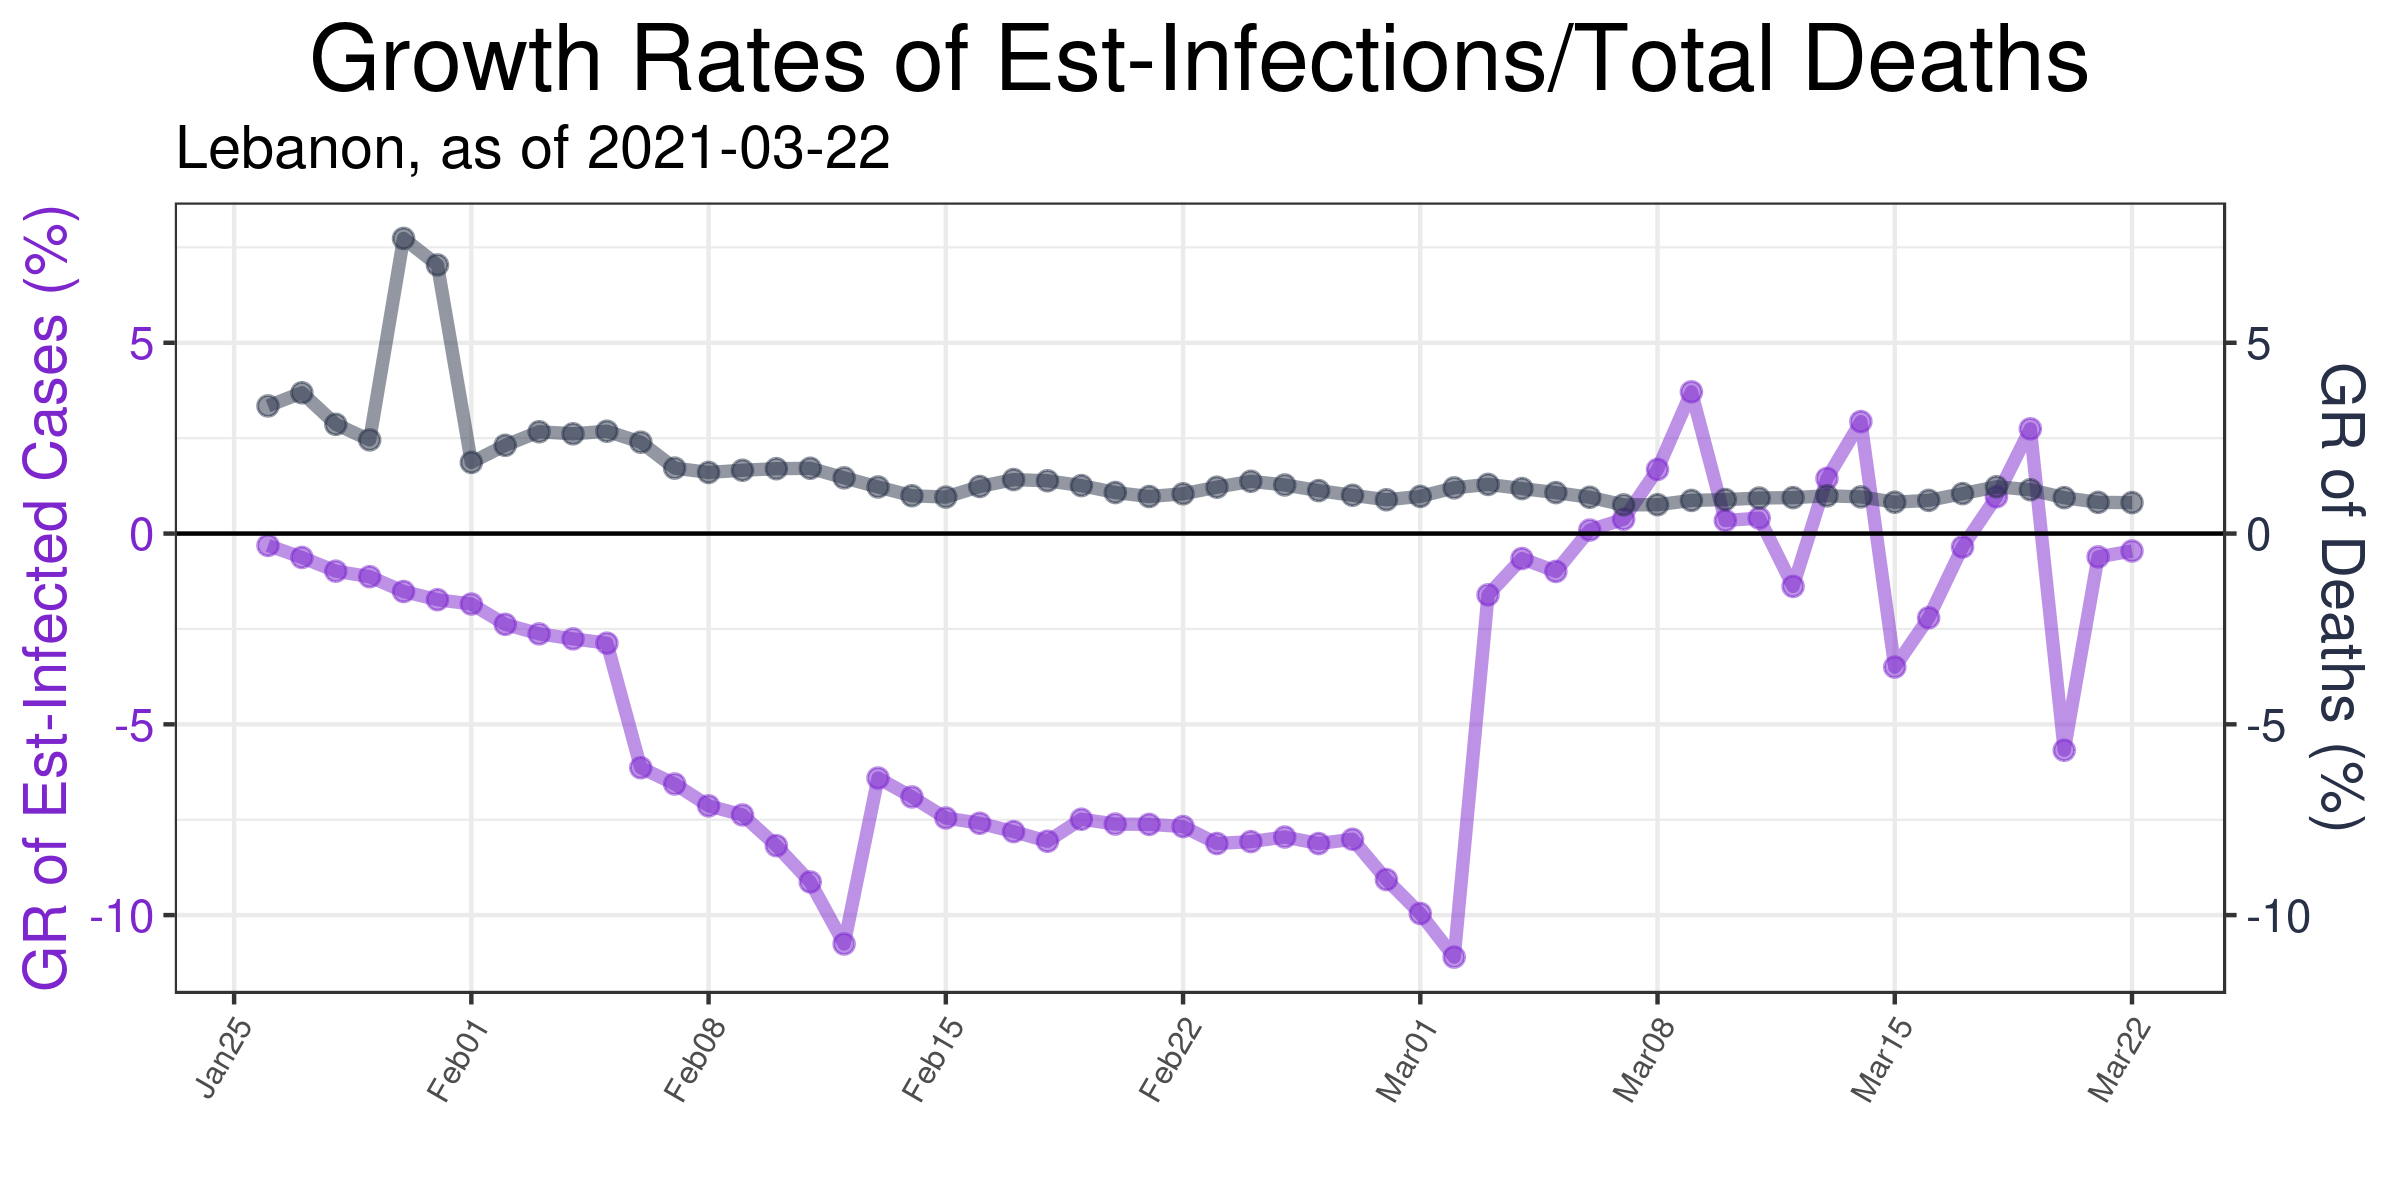 Growth Rates of Est-Infections/Total Deaths
Lebanon, as of 2021-03-22
GR of Est-Infected Cases (%)
5
0
-5
-10
5
0
-5
-10
GR of Deaths (%)
Jan25
Feb01
Feb08
Feb15
Feb22
Mar01
Mar08
Mar15
Mar22